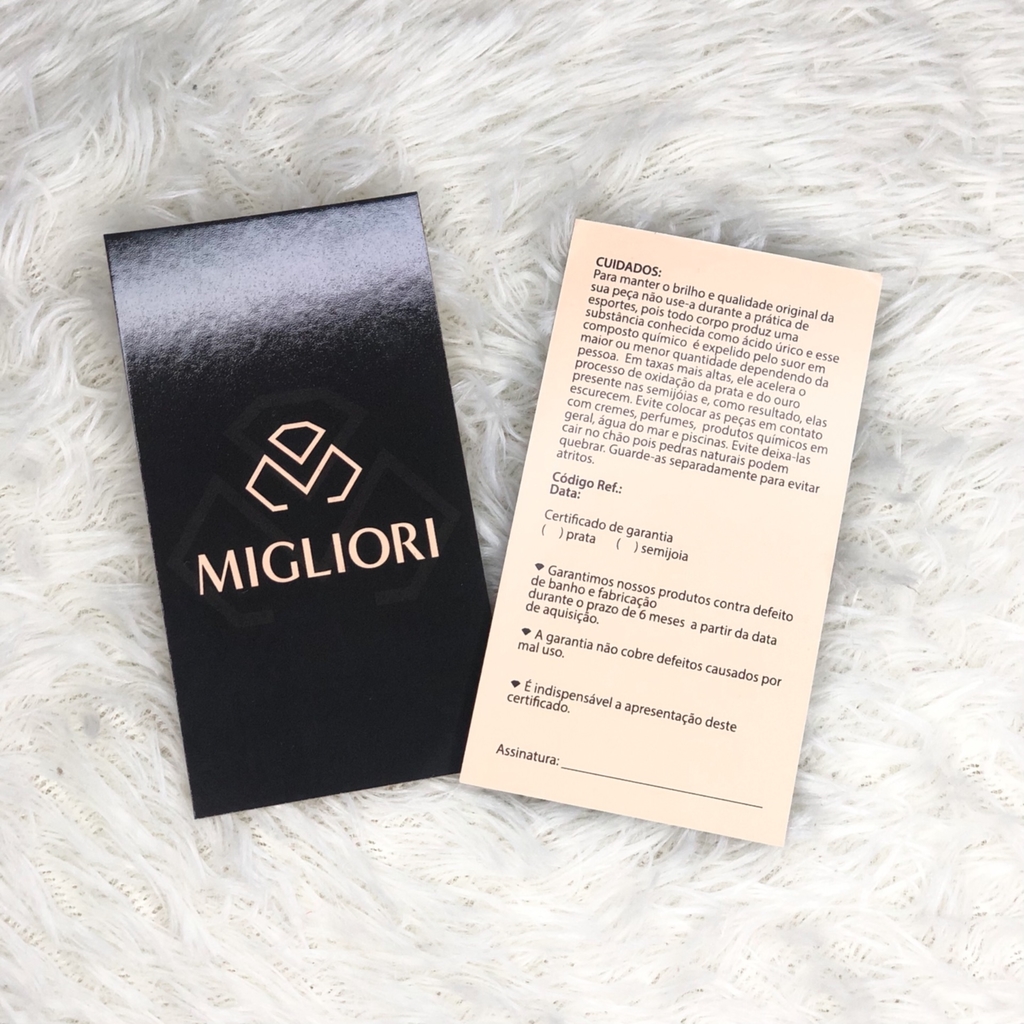 MIGLIORI
CUIDADOS:
Para manter o brilho e qualidade original da
sua peça não use-a durante a prática de
esportes, pois todo corpo produz uma
substância conhecida como ácido úrico e esse
composto químico é expelido pelo suor em
maior ou menor quantidade dependendo da
pessoa. Em taxas mais altas, ele acelera o
processo de oxidação da prata e do ouro
presente nas semijóias e, como resultado, elas
escurecem. Evite colocar as peças em contato
com cremes, perfumes, produtos químicos em
geral, água do mar e piscinas. Evite deixa-las
cair no chão pois pedras naturais podem
quebrar. Guarde-as separadamente para evitar
atritos.
Código Ref.:
Data:
Certificado de garantia
( ) prata ( ) semijoia
Garantimos nossos produtos contra defeito
de banho e fabricação
durante o prazo de 6 meses a partir da data
de aquisição.
A garantia não cobre defeitos causados por
mal uso.
É indispensável a apresentação deste
certificado.
Assinatura: